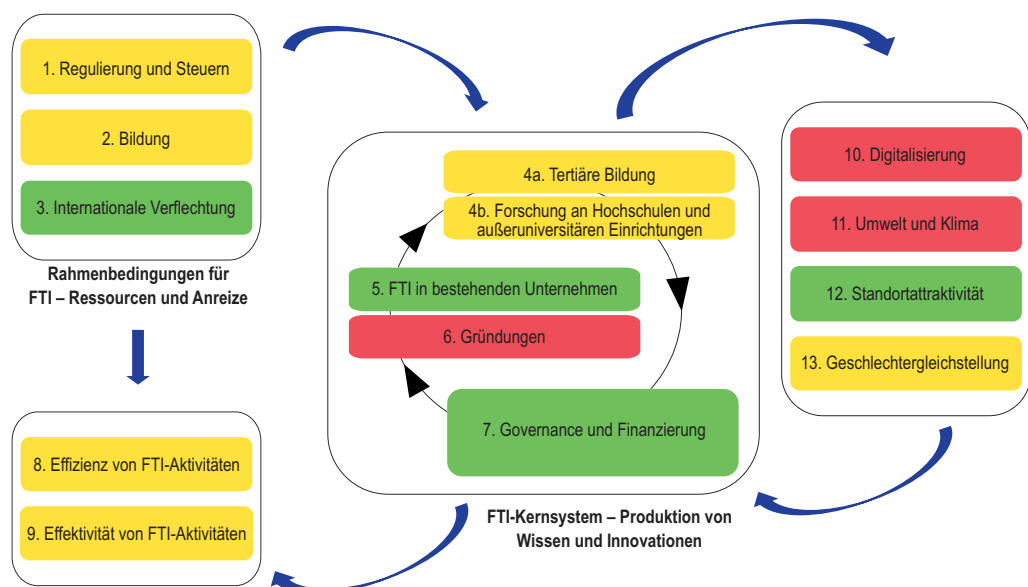 1. Regulierung und Steuern
2. Bildung
3. Internationale Verflechtung
Rahmenbedingungen für
FTI – Ressourcen und Anreize
8. Effizienz von FTI-Aktivitäten
9. Effektivität von FTI-Aktivitäten
4a. Tertiäre Bildung
4b. Forschung an Hochschulen und
außeruniversitären Einrichtungen
5. FTI in bestehenden Unternehmen
6. Gründungen
7. Governance und Finanzierung
FTI-Kernsystem – Produktion von
Wissen und Innovationen
10. Digitalisierung
11. Umwelt und Klima
12. Standortattraktivität
13. Geschlechtergleichstellung